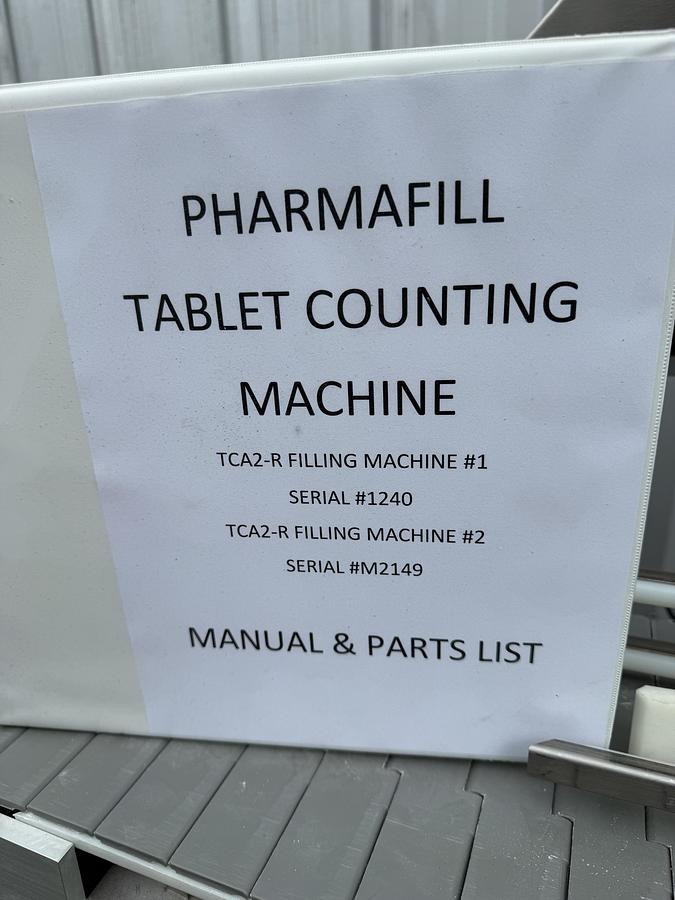 PHARMAFILL
TABLET COUNTING
MACHINE
TCA2-R FILLING MACHINE #1
SERIAL #1240
TCA2-R FILLING MACHINE #2
SERIAL #M2149
MANUAL & PARTS LIST